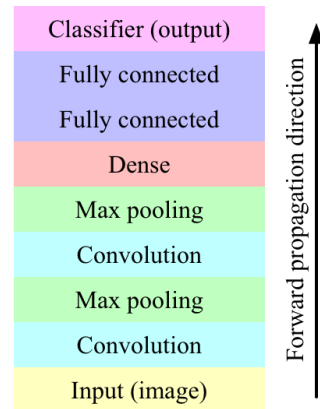 Classifier (output)
Fully connected
Fully connected
Dense
Max pooling
Convolution
Max pooling
Convolution
Input (image)
Forward propagation direction